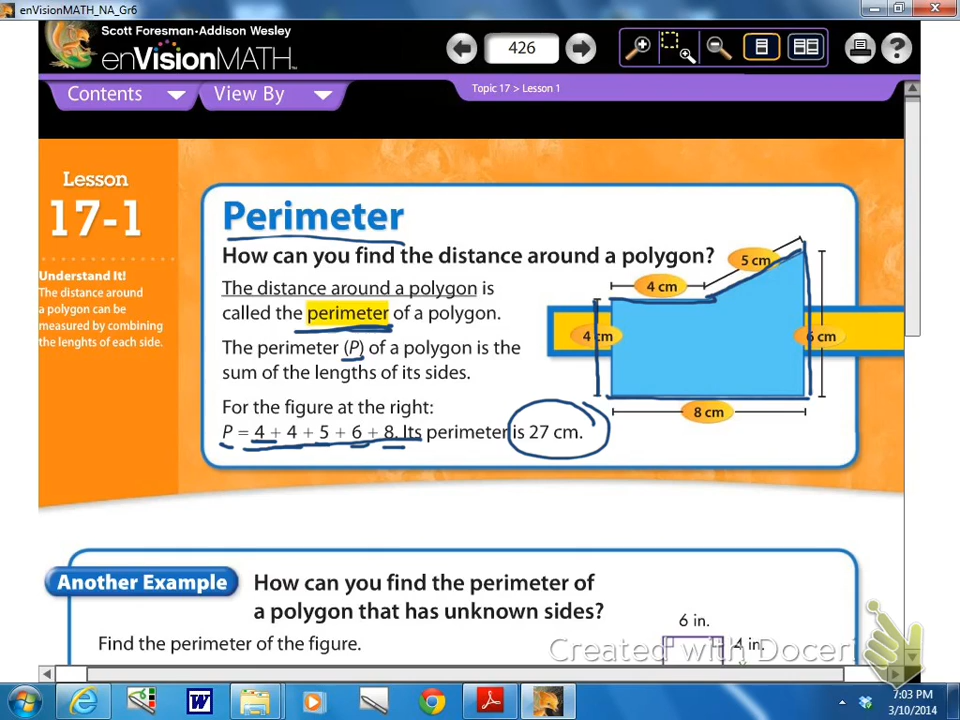 enVisionMATH_NA_Gr6
Scott Foresman·Addison Wesley
enVisionMATH™
426
Contents
View By
Topic 17 > Lesson 1
Lesson
17-1
Understand It!
The distance around
a polygon can be
measured by combining
the lenghts of each side.
Perimeter
How can you find the distance around a polygon?
The distance around a polygon is
called the perimeter of a polygon.
The perimeter (P) of a polygon is the
sum of the lengths of its sides.
For the figure at the right:
P = 4 + 4 + 5 + 6 + 8. Its perimeter is 27 cm.
5 cm
4 cm
4 cm
6 cm
8 cm
Another Example
How can you find the perimeter of
a polygon that has unknown sides?
Find the perimeter of the figure.
6 in.
4 in.
Created with Doceri
7:03 PM
3/10/2014